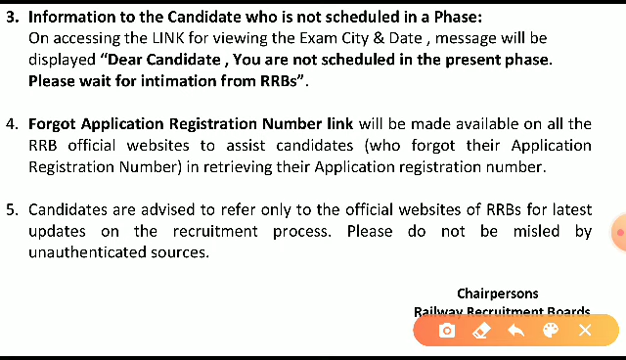 3. Information to the Candidate who is not scheduled in a Phase:
On accessing the LINK for viewing the Exam City & Date , message will be
displayed “Dear Candidate , You are not scheduled in the present phase.
Please wait for intimation from RRBs”.
4. Forgot Application Registration Number link will be made available on all the
RRB official websites to assist candidates (who forgot their Application
Registration Number) in retrieving their Application registration number.
5. Candidates are advised to refer only to the official websites of RRBs for latest
updates on the recruitment process. Please do not be misled by
unauthenticated sources.
Chairpersons
Railway Recruitment Boards